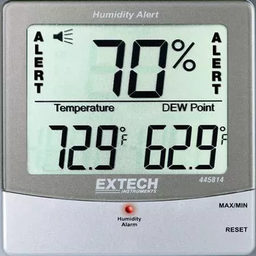 Humidity Alert
ALERT 70% ALERT
Temperature DEW Point
72.9°F 62.9°F
EXTECH
INSTRUMENTS 445814
MAX/MIN
Humidity
Alarm
RESET